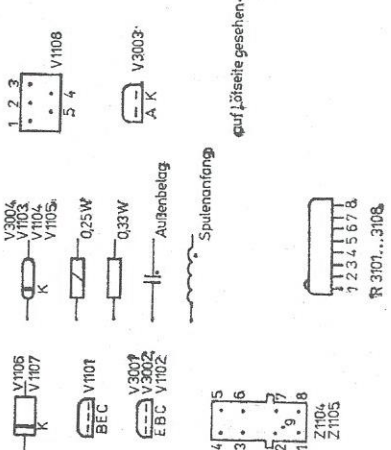 V1106
V1107
K
V3004
V1103
V1104
V1105
K
1 2 3
V1108
5 4
V1101
BEC
0,25W
0,33W
V3003
A K
V3001
V3002
V1102
EBC
Außenbelag
Spulenanfang
auf Lötseite gesehen
4 5
3 6
2 7
9
1 8
Z1104
Z1105
1 2 3 4 5 6 7 8
R 3101...3108